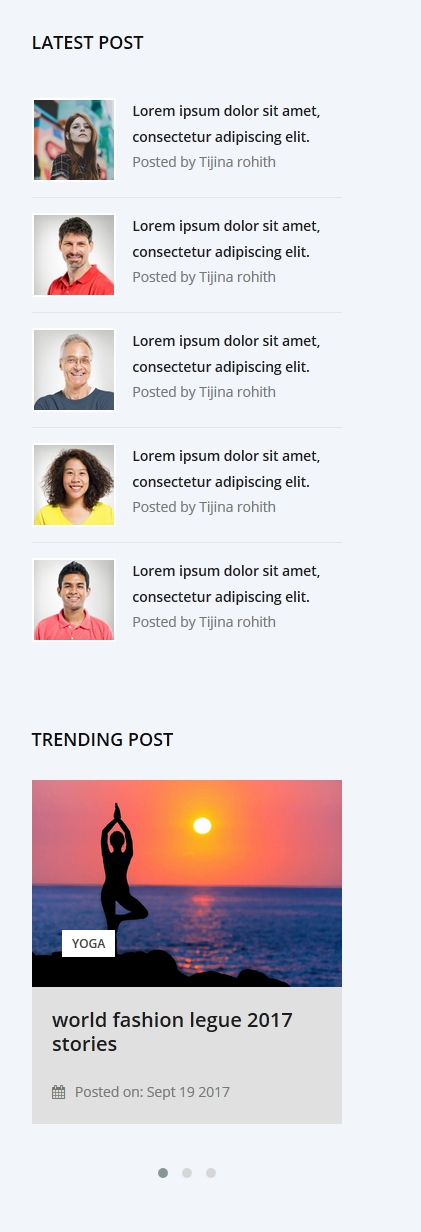 LATEST POST
Lorem ipsum dolor sit amet,
consectetur adipiscing elit.
Posted by Tijina rohith
Lorem ipsum dolor sit amet,
consectetur adipiscing elit.
Posted by Tijina rohith
Lorem ipsum dolor sit amet,
consectetur adipiscing elit.
Posted by Tijina rohith
Lorem ipsum dolor sit amet,
consectetur adipiscing elit.
Posted by Tijina rohith
Lorem ipsum dolor sit amet,
consectetur adipiscing elit.
Posted by Tijina rohith
TRENDING POST
YOGA
world fashion legue 2017
stories
Posted on: Sept 19 2017